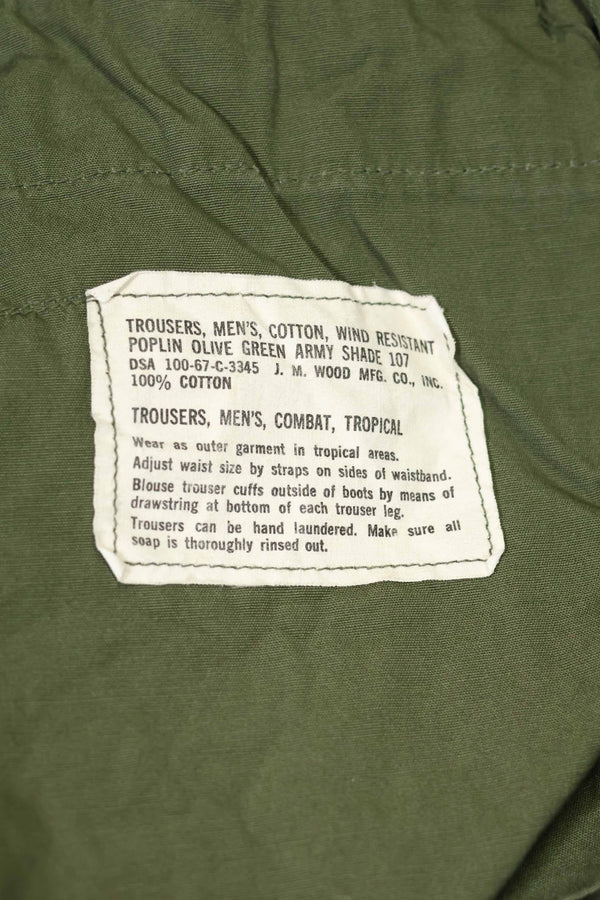 TROUSERS, MEN'S, COTTON, WIND RESISTANT
POPLIN OLIVE GREEN ARMY SHADE 107
DSA 100-67-C-3345 J. M. WOOD MFG. CO., INC.
100% COTTON
TROUSERS, MEN'S, COMBAT, TROPICAL
Wear as outer garment in tropical areas.
Adjust waist size by straps on sides of waistband.
Blouse trouser cuffs outside of boots by means of
drawstring at bottom of each trouser leg.
Trousers can be hand laundered. Make sure all
soap is thoroughly rinsed out.